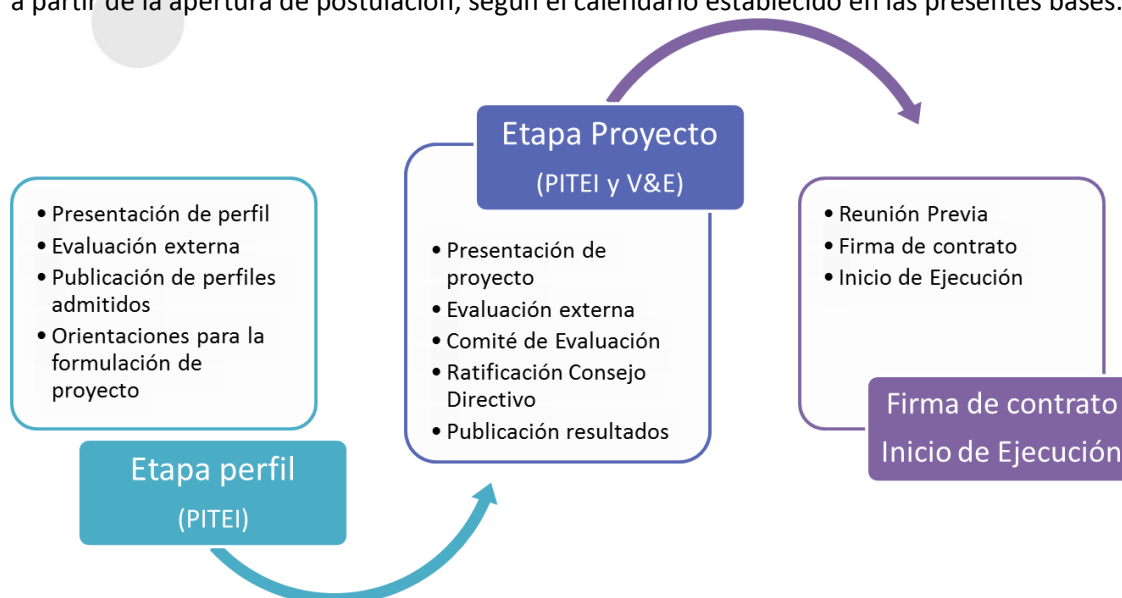 a partir de la apertura de postulación, según el calendario establecido en las presentes bases.
• Presentación de perfil
• Evaluación externa
• Publicación de perfiles
admitidos
• Orientaciones para la
formulación de
proyecto
Etapa perfil
(PITEI)
Etapa Proyecto
(PITEI y V&E)
• Presentación de
proyecto
• Evaluación externa
• Comité de Evaluación
• Ratificación Consejo
Directivo
• Publicación resultados
• Reunión Previa
• Firma de contrato
• Inicio de Ejecución
Firma de contrato
Inicio de Ejecución